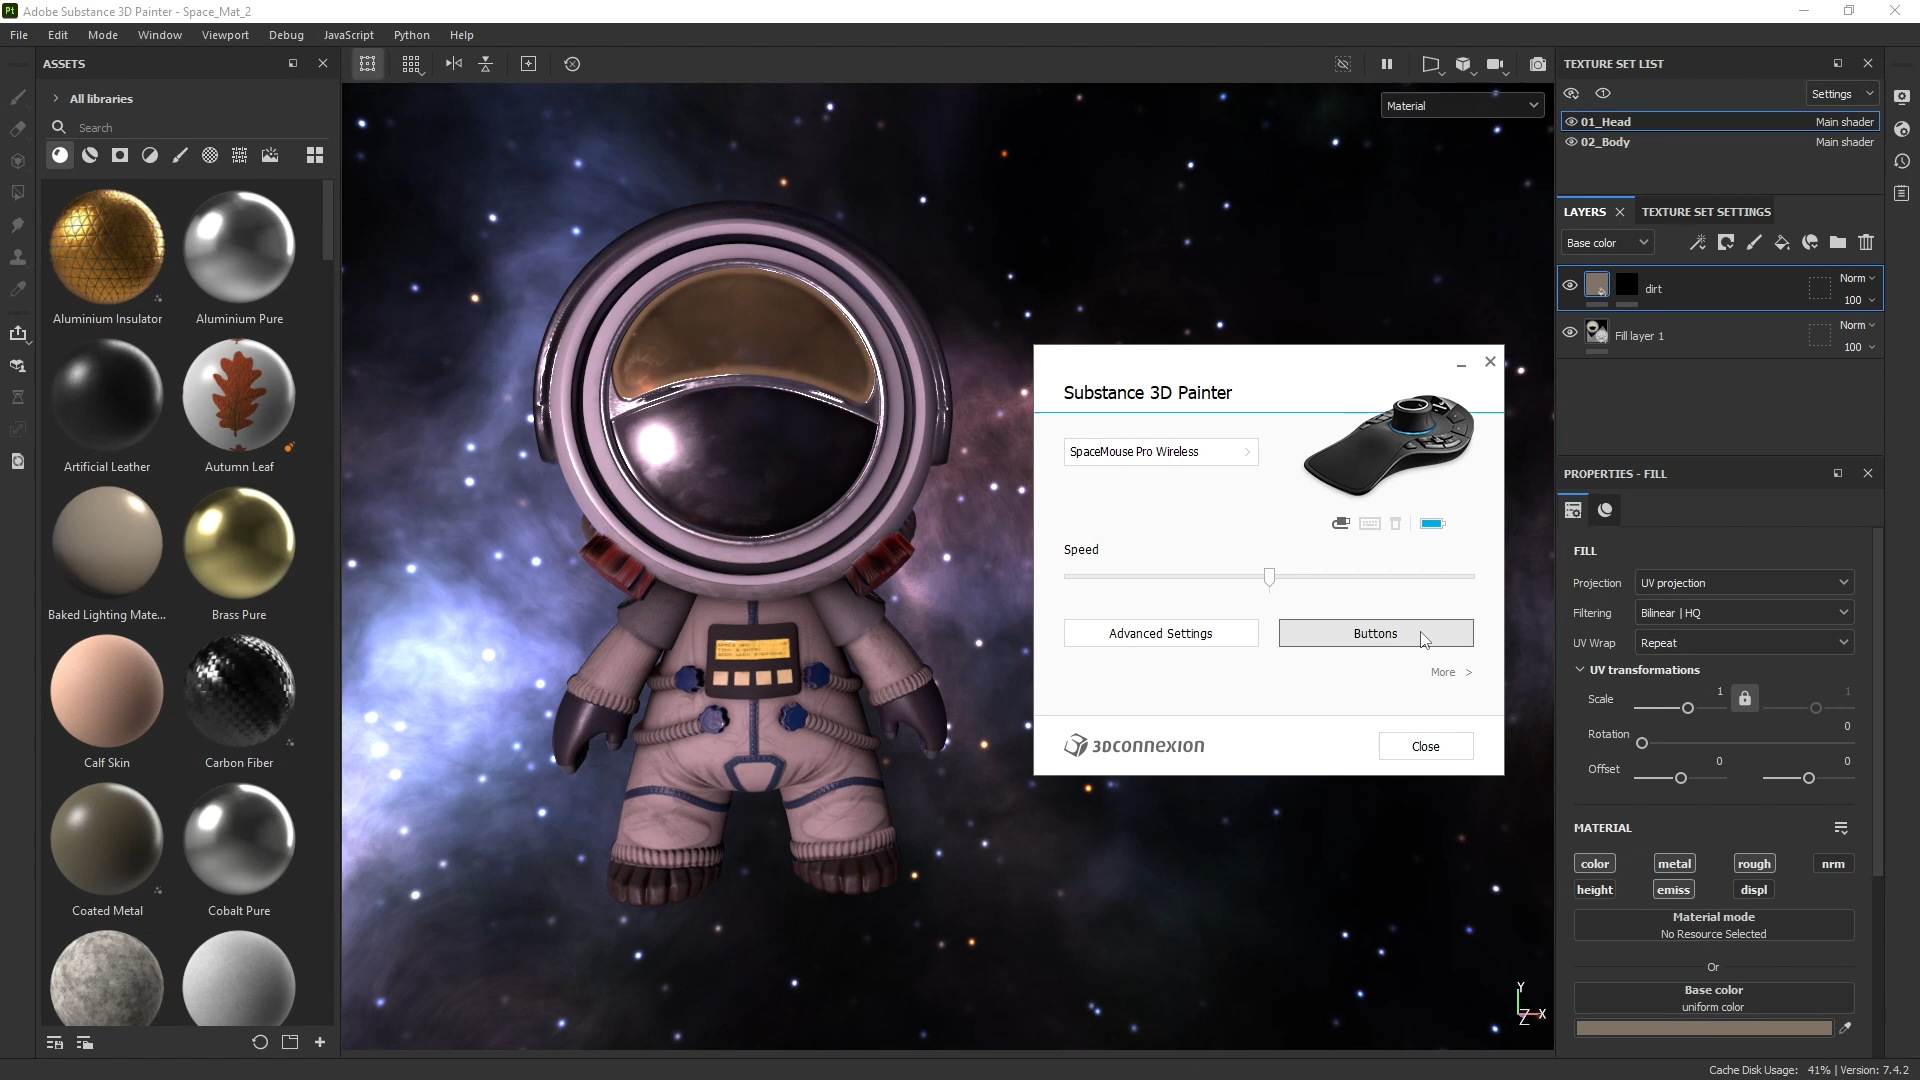 Pt Adobe Substance 3D Painter - Space_Mat_2
File Edit Mode Window Viewport Debug JavaScript Python Help
ASSETS
All libraries
Search
Aluminium Insulator
Aluminium Pure
Artificial Leather
Autumn Leaf
Baked Lighting Mate...
Brass Pure
Calf Skin
Carbon Fiber
Coated Metal
Cobalt Pure
Material
Y
Z X
Substance 3D Painter
SpaceMouse Pro Wireless
Speed
Advanced Settings
Buttons
More >
3DCONNEXION
Close
TEXTURE SET LIST
Settings
01_Head Main shader
02_Body Main shader
LAYERS
TEXTURE SET SETTINGS
Base color
dirt
Norm
100
Fill layer 1
Norm
100
PROPERTIES - FILL
FILL
Projection UV projection
Filtering Bilinear | HQ
UV Wrap Repeat
UV transformations
Scale 1 1
Rotation 0
Offset 0 0
MATERIAL
color metal rough nrm
height emiss displ
Material mode
No Resource Selected
Or
Base color
uniform color
Cache Disk Usage: 41% | Version: 7.4.2